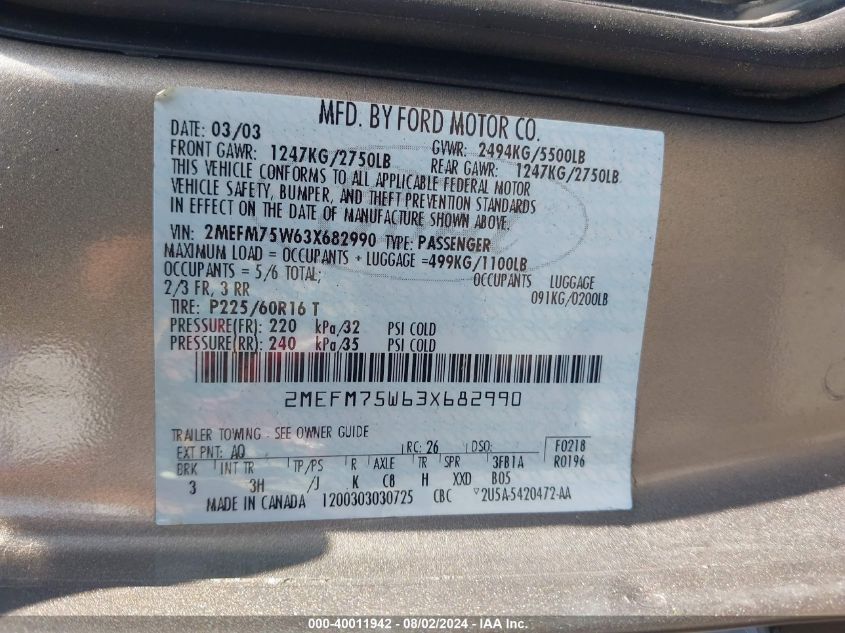 MFD. BY FORD MOTOR CO.
DATE: 03/03 GVWR: 2494KG/5500LB
FRONT GAWR: 1247KG/2750LB REAR GAWR: 1247KG/2750LB
THIS VEHICLE CONFORMS TO ALL APPLICABLE FEDERAL MOTOR
VEHICLE SAFETY, BUMPER, AND THEFT PREVENTION STANDARDS
IN EFFECT ON THE DATE OF MANUFACTURE SHOWN ABOVE.
VIN: 2MEFM75W63X682990 TYPE: PASSENGER
MAXIMUM LOAD = OCCUPANTS + LUGGAGE =499KG/1100LB
OCCUPANTS = 5/6 TOTAL; OCCUPANTS LUGGAGE
2/3 FR, 3 RR 091KG/0200LB
TIRE: P225/60R16 T
PRESSURE(FR): 220 kPa/32 PSI COLD
PRESSURE(RR): 240 kPa/35 PSI COLD
2MEFM75W63X682990
TRAILER TOWING - SEE OWNER GUIDE
EXT PNT: AQ RC: 26 DSO: F0218
BRK INT TR TP/PS R AXLE TR SPR 3FB1A R0196
3 3H /J K C8 H XXD B05
MADE IN CANADA 1200303030725 CBC 2U5A-5420472-AA
000-40011942 - 08/02/2024 - IAA Inc.